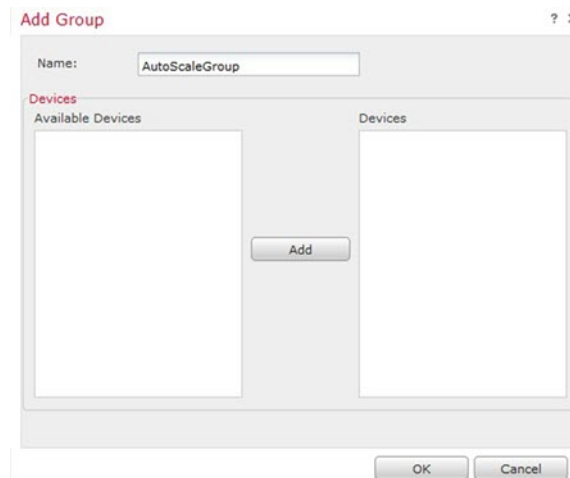 Add Group
?
Name:
AutoScaleGroup
Devices
Available Devices
Devices
Add
OK
Cancel